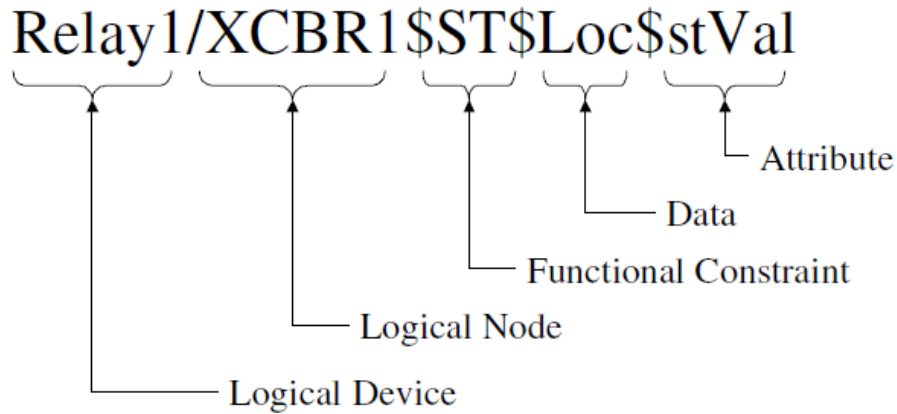 Relay1/XCBR1$ST$Loc$stVal
Attribute
Data
Functional Constraint
Logical Node
Logical Device